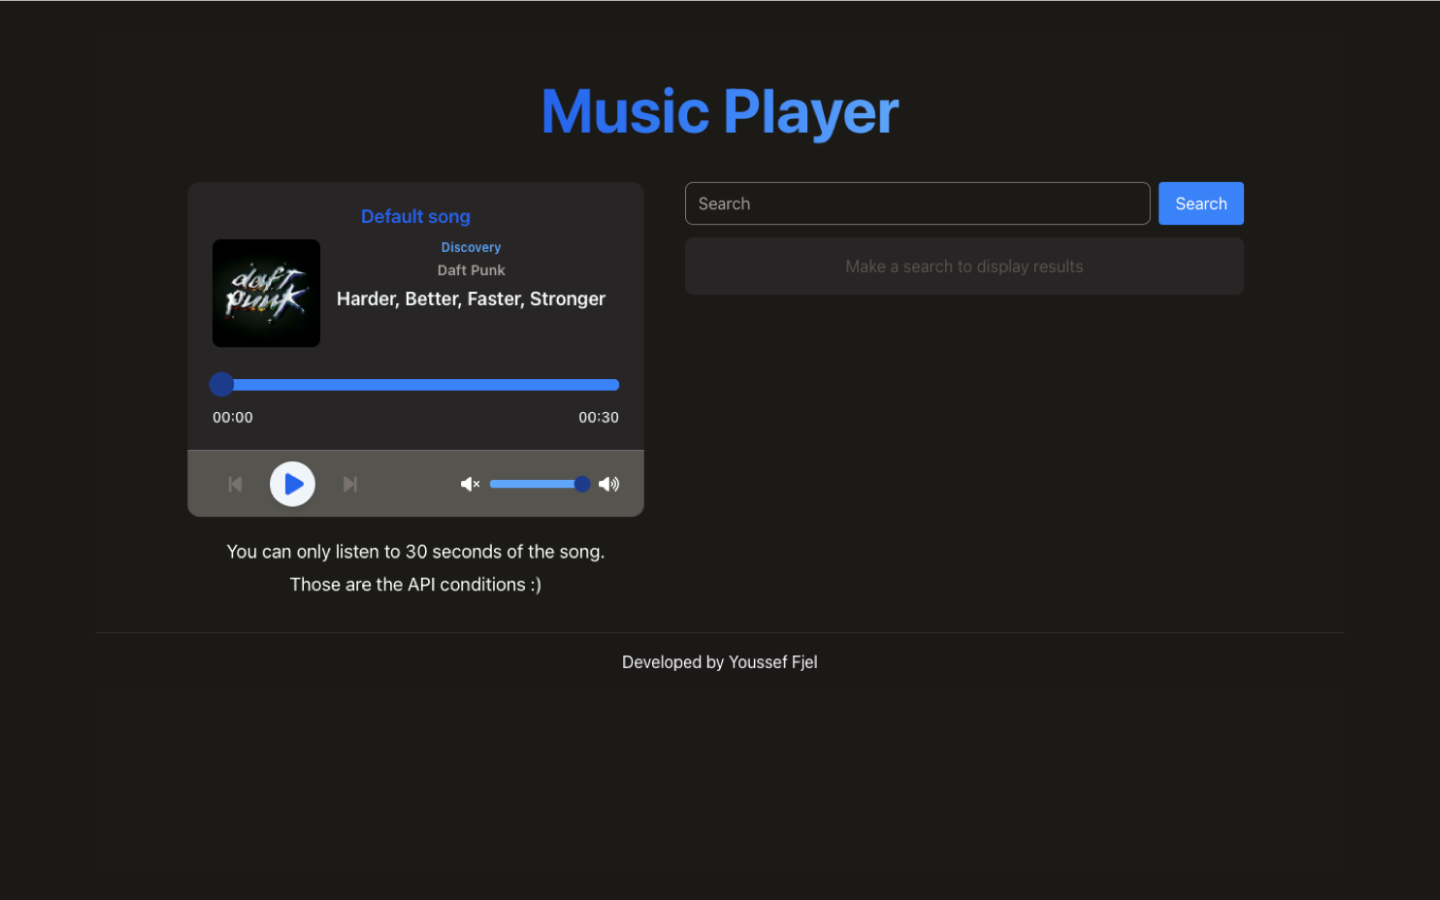 Music Player
Default song
Discovery
Daft Punk
Harder, Better, Faster, Stronger
daft
punk
00:00
00:30
You can only listen to 30 seconds of the song.
Those are the API conditions :)
Search
Search
Make a search to display results
Developed by Youssef Fjel